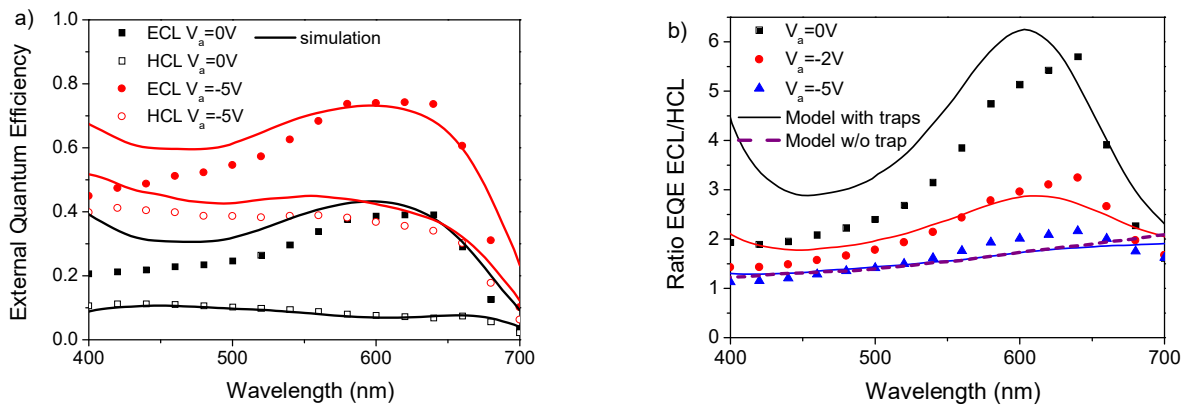 a)
ECL V_a=0V
HCL V_a=0V
ECL V_a=-5V
HCL V_a=-5V
simulation
External Quantum Efficiency
1.0
0.8
0.6
0.4
0.2
0.0
400
500
600
700
Wavelength (nm)
b)
V_a=0V
V_a=-2V
V_a=-5V
Model with traps
Model w/o trap
Ratio EQE ECL/HCL
6
5
4
3
2
1
0
400
500
600
700
Wavelength (nm)